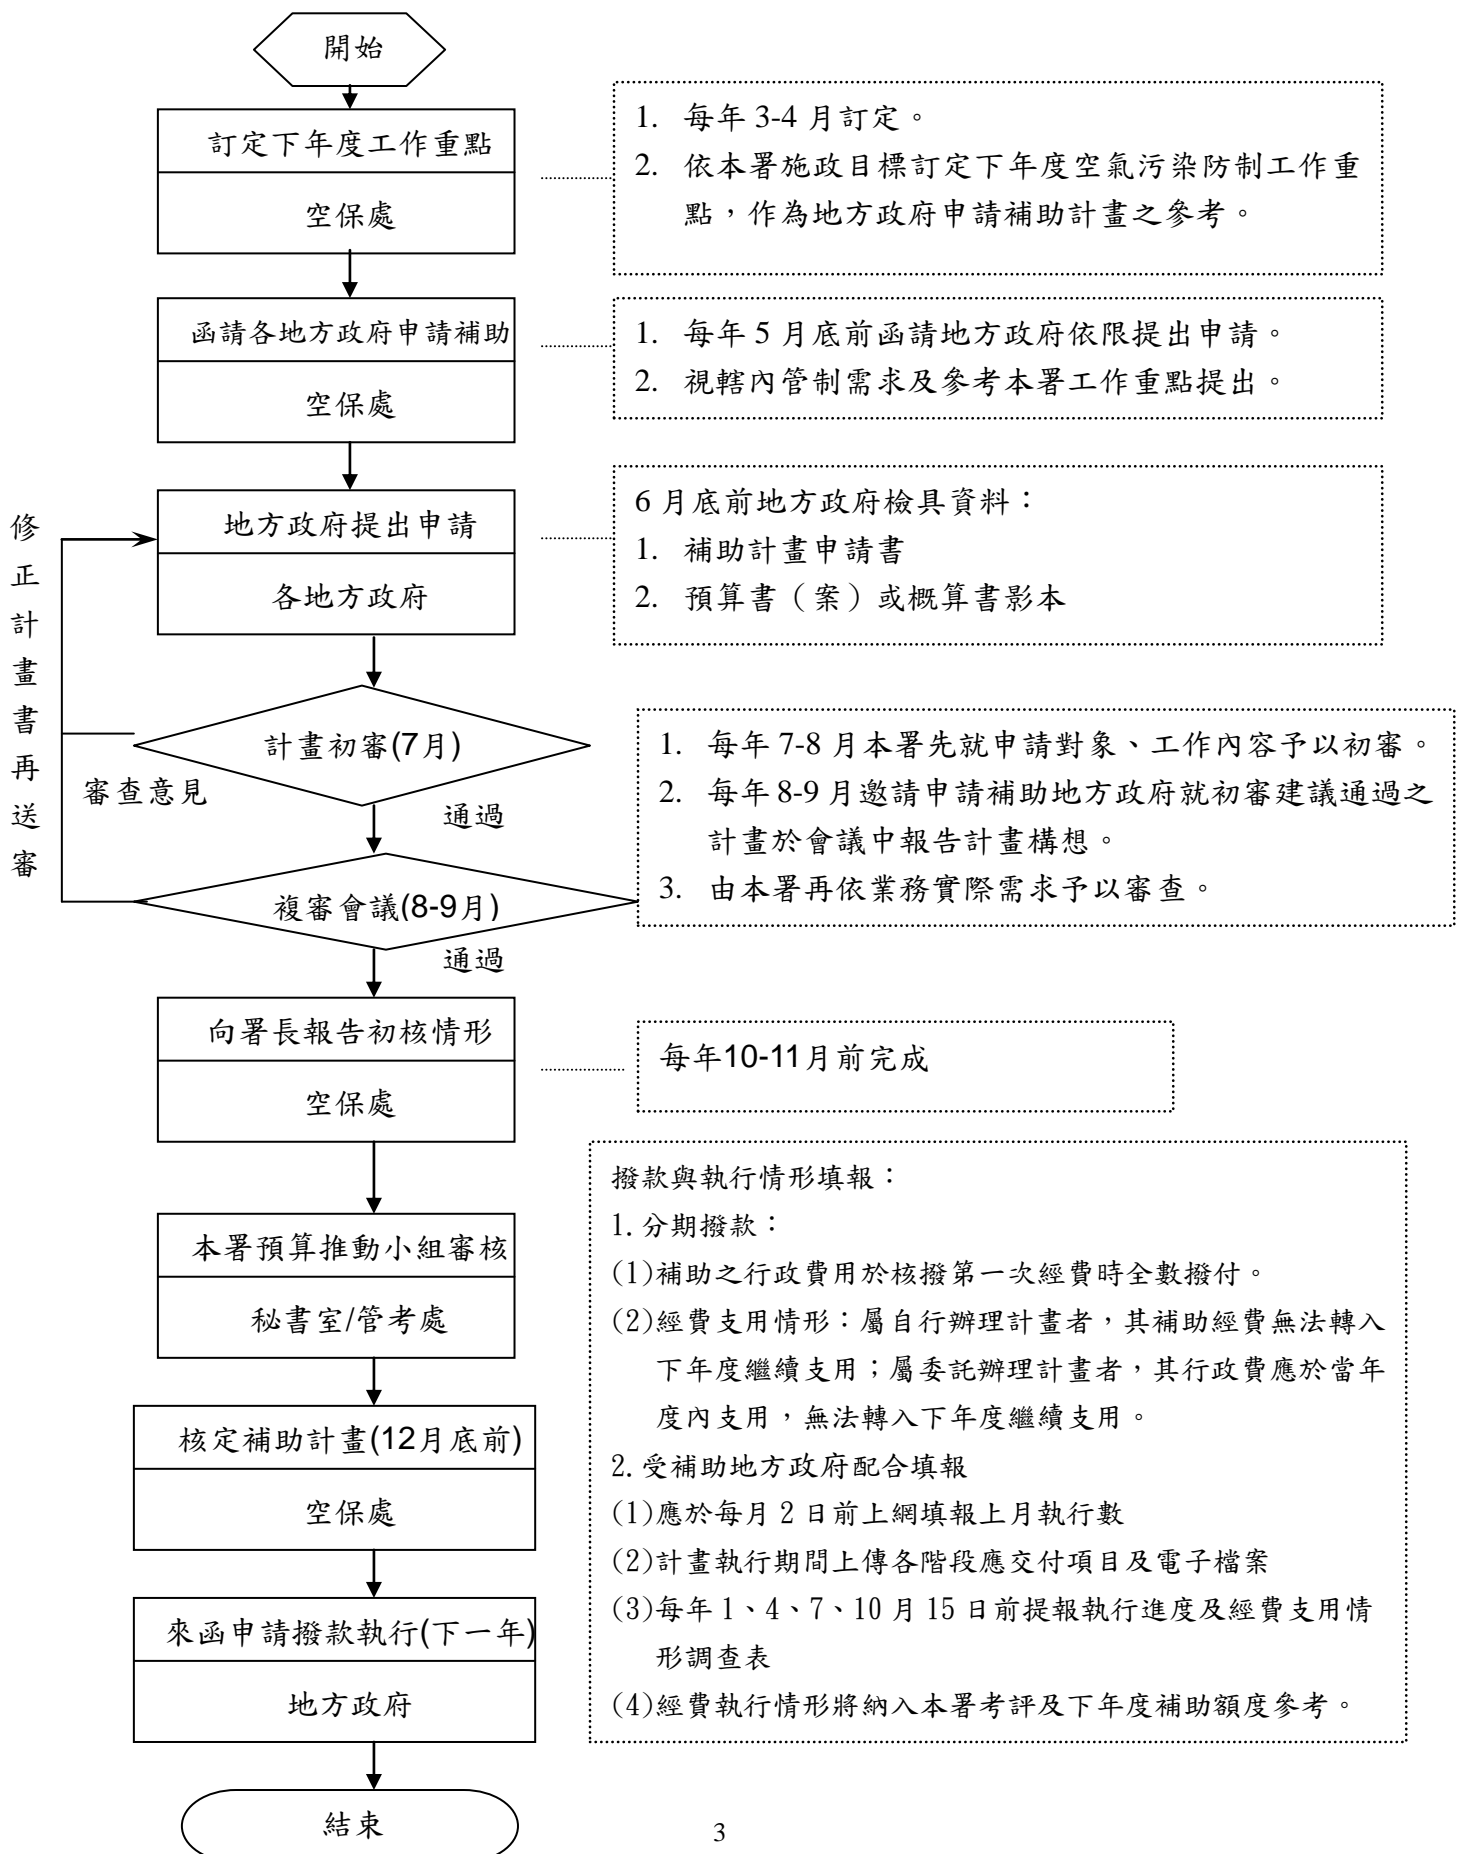 開始
訂定下年度工作重點
空保處
1. 每年 3-4 月訂定。
2. 依本署施政目標訂定下年度空氣污染防制工作重
點，作為地方政府申請補助計畫之參考。
函請各地方政府申請補助
空保處
1. 每年 5 月底前函請地方政府依限提出申請。
2. 視轄內管制需求及參考本署工作重點提出。
地方政府提出申請
各地方政府
6 月底前地方政府檢具資料：
1. 補助計畫申請書
2. 預算書（案）或概算書影本
修正計畫書再送審
計畫初審(7月)
審查意見
通過
複審會議(8-9月)
通過
1. 每年 7-8 月本署先就申請對象、工作內容予以初審。
2. 每年 8-9 月邀請申請補助地方政府就初審建議通過之
計畫於會議中報告計畫構想。
3. 由本署再依業務實際需求予以審查。
向署長報告初核情形
空保處
每年10-11月前完成
本署預算推動小組審核
秘書室/管考處
核定補助計畫(12月底前)
空保處
來函申請撥款執行(下一年)
地方政府
撥款與執行情形填報：
1.分期撥款：
(1)補助之行政費用於核撥第一次經費時全數撥付。
(2)經費支用情形：屬自行辦理計畫者，其補助經費無法轉入
下年度繼續支用；屬委託辦理計畫者，其行政費應於當年
度內支用，無法轉入下年度繼續支用。
2.受補助地方政府配合填報
(1)應於每月 2 日前上網填報上月執行數
(2)計畫執行期間上傳各階段應交付項目及電子檔案
(3)每年 1、4、7、10 月 15 日前提報執行進度及經費支用情
形調查表
(4)經費執行情形將納入本署考評及下年度補助額度參考。
結束
3